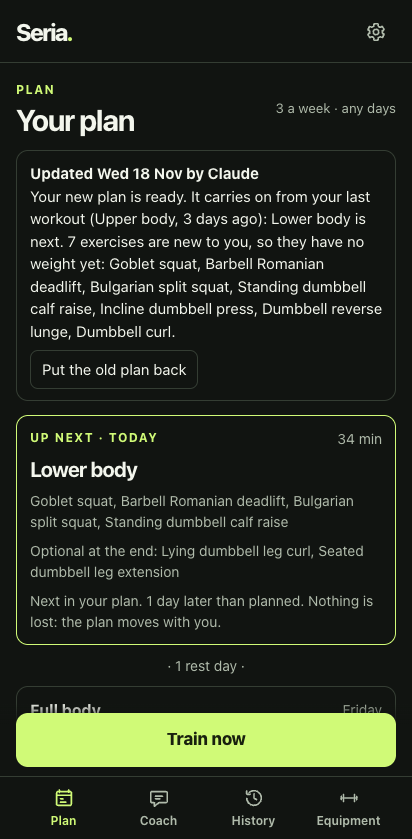 Seria.
PLAN
Your plan
3 a week · any days
Updated Wed 18 Nov by Claude
Your new plan is ready. It carries on from your last
workout (Upper body, 3 days ago): Lower body is
next. 7 exercises are new to you, so they have no
weight yet: Goblet squat, Barbell Romanian
deadlift, Bulgarian split squat, Standing dumbbell
calf raise, Incline dumbbell press, Dumbbell reverse
lunge, Dumbbell curl.
Put the old plan back
UP NEXT · TODAY
34 min
Lower body
Goblet squat, Barbell Romanian deadlift, Bulgarian
split squat, Standing dumbbell calf raise
Optional at the end: Lying dumbbell leg curl, Seated
dumbbell leg extension
Next in your plan. 1 day later than planned. Nothing is
lost: the plan moves with you.
· 1 rest day ·
Full body
Friday
Train now
Plan
Coach
History
Equipment